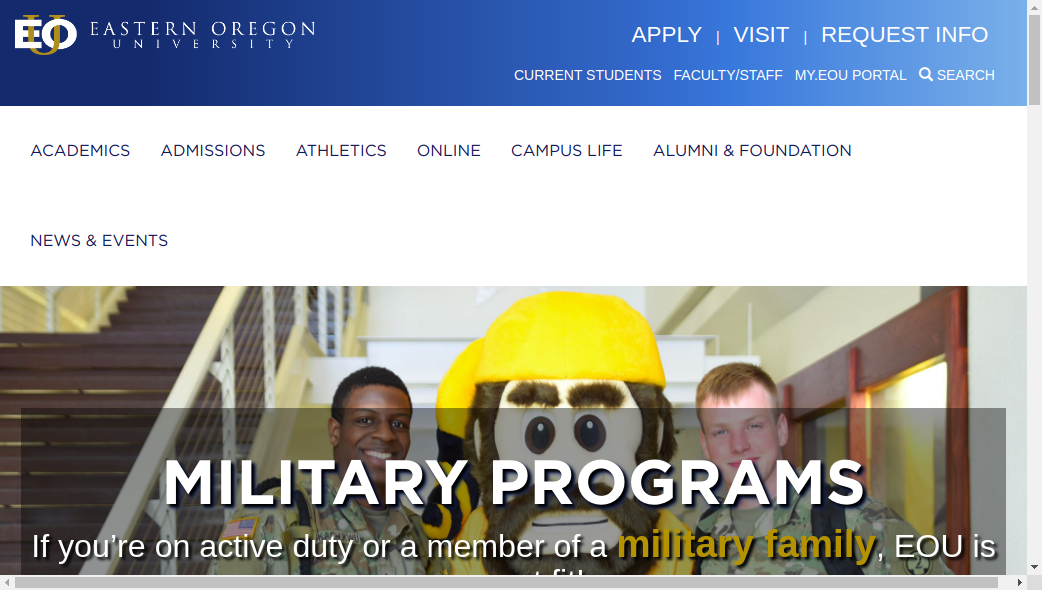 EOU EASTERN OREGON
UNIVERSITY
APPLY | VISIT | REQUEST INFO
CURRENT STUDENTS FACULTY/STAFF MY.EOU PORTAL SEARCH
ACADEMICS ADMISSIONS ATHLETICS ONLINE CAMPUS LIFE ALUMNI & FOUNDATION
NEWS & EVENTS
MILITARY PROGRAMS
If you’re on active duty or a member of a military family, EOU is